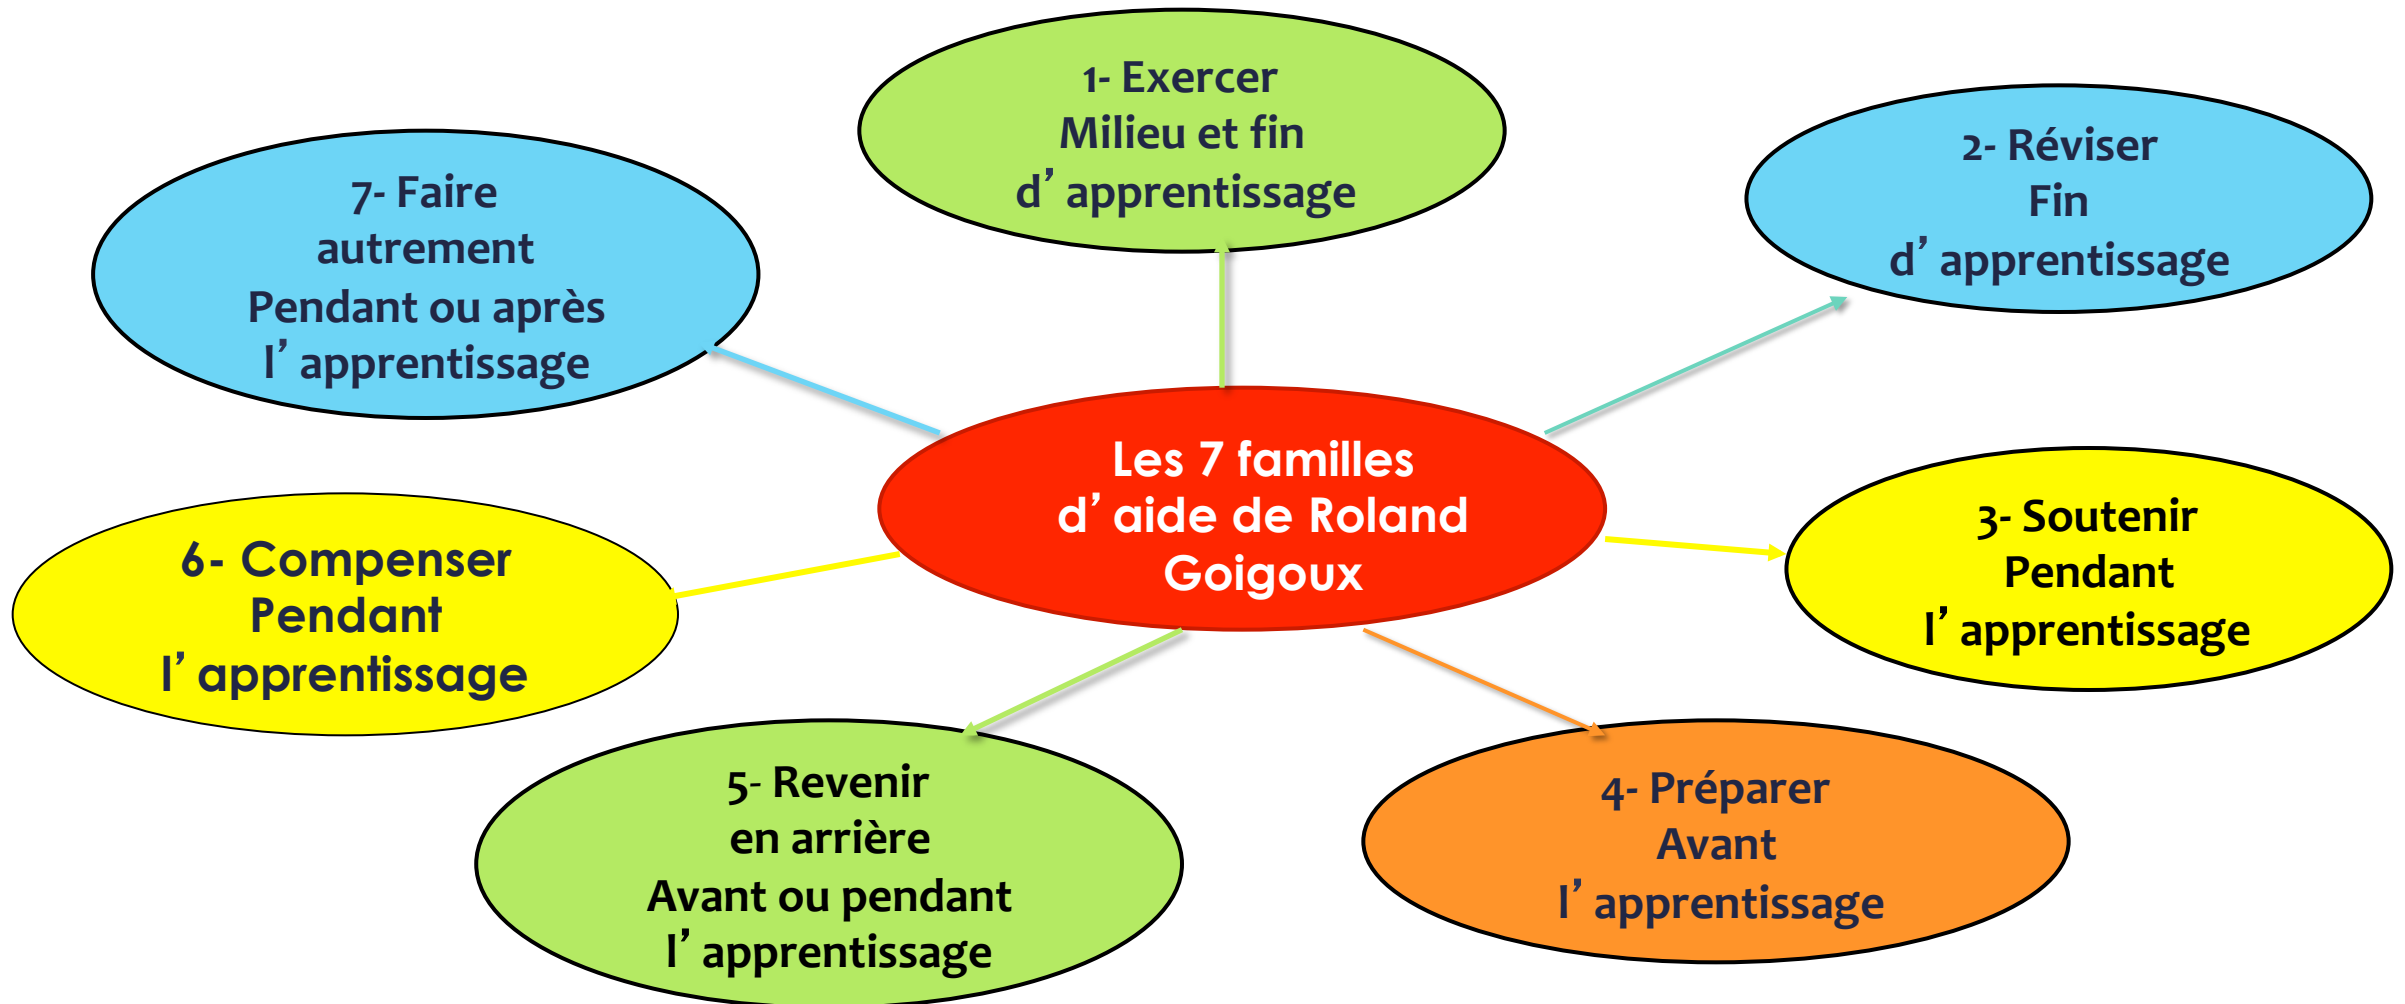 1- Exercer
Milieu et fin
d’ apprentissage
2- Réviser
Fin
d’ apprentissage
7- Faire
autrement
Pendant ou après
l’ apprentissage
Les 7 familles
d’ aide de Roland
Goigoux
3- Soutenir
Pendant
l’ apprentissage
6- Compenser
Pendant
l’ apprentissage
5- Revenir
en arrière
Avant ou pendant
l’ apprentissage
4- Préparer
Avant
l’ apprentissage